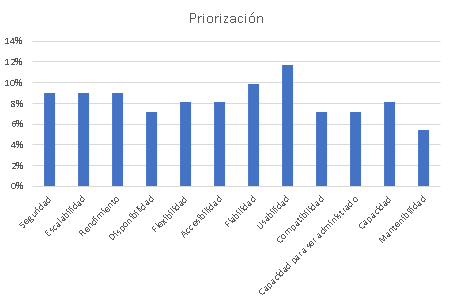 Priorización
14%
12%
10%
8%
6%
4%
2%
0%
Seguridad
Escalabilidad
Rendimiento
Disponibilidad
Flexibilidad
Accesibilidad
Fiabilidad
Usabilidad
Compatibilidad
Capacidad para ser administrado
Capacidad
Mantenibilidad